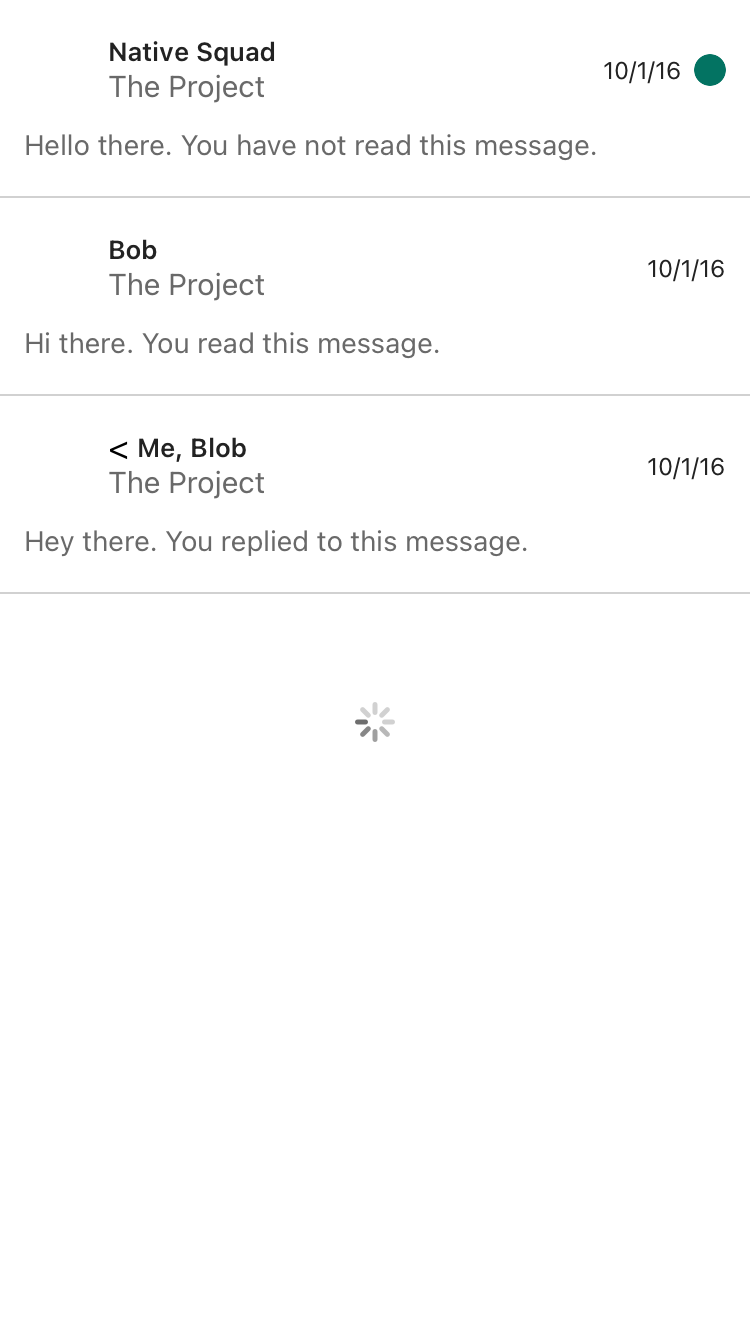 Native Squad
The Project
10/1/16
Hello there. You have not read this message.
Bob
The Project
10/1/16
Hi there. You read this message.
< Me, Blob
The Project
10/1/16
Hey there. You replied to this message.